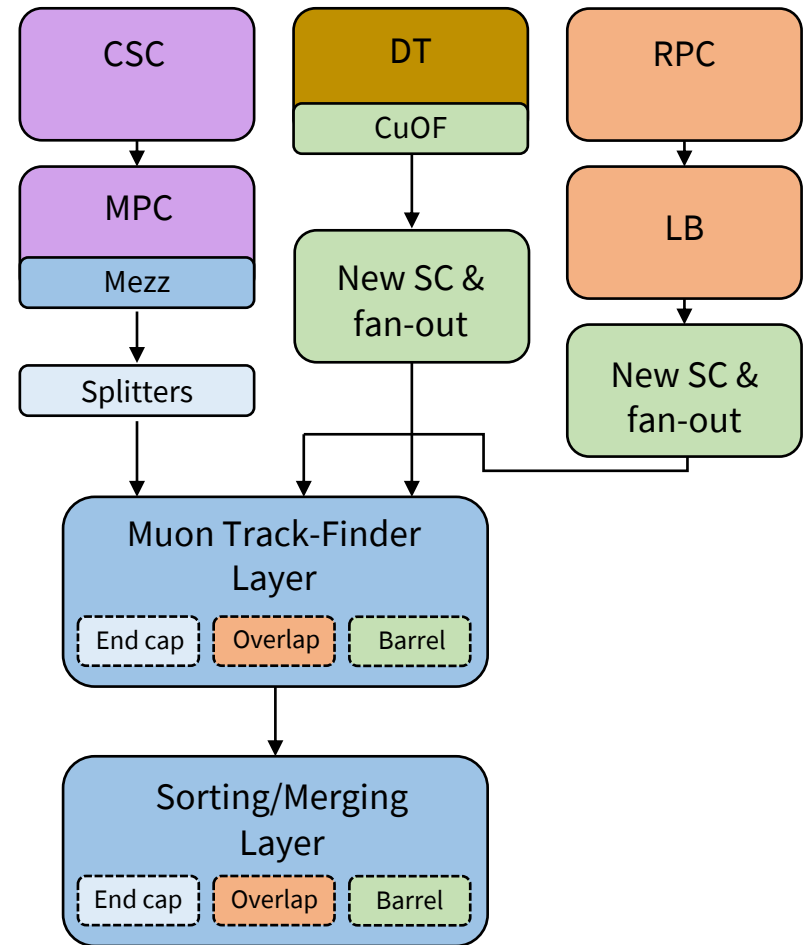 CSC
DT
RPC
CuOF
MPC
Mezz
New SC &
fan-out
LB
Splitters
New SC &
fan-out
Muon Track-Finder
Layer
End cap
Overlap
Barrel
Sorting/Merging
Layer
End cap
Overlap
Barrel